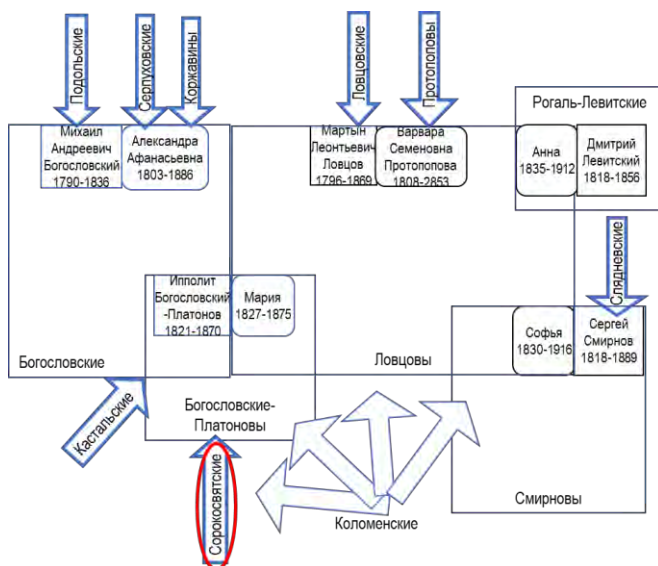 Подольские
Серпуховские
Коржавины
Ловцовские
Протопоповы
Рогаль-Левитские
Михаил
Андреевич
Богословский
1790-1836
Александра
Афанасьевна
1803-1886
Мартын
Леонтьевич
Ловцов
1796-1869
Варвара
Семеновна
Протопопова
1808-2853
Анна
1835-1912
Дмитрий
Левитский
1818-1856
Слядневские
Ипполит
Богословский
-Платонов
1821-1870
Мария
1827-1875
Софья
1830-1916
Сергей
Смирнов
1818-1889
Богословские
Ловцовы
Кастальские
Богословские-
Платоновы
Сорокосвятские
Коломенские
Смирновы